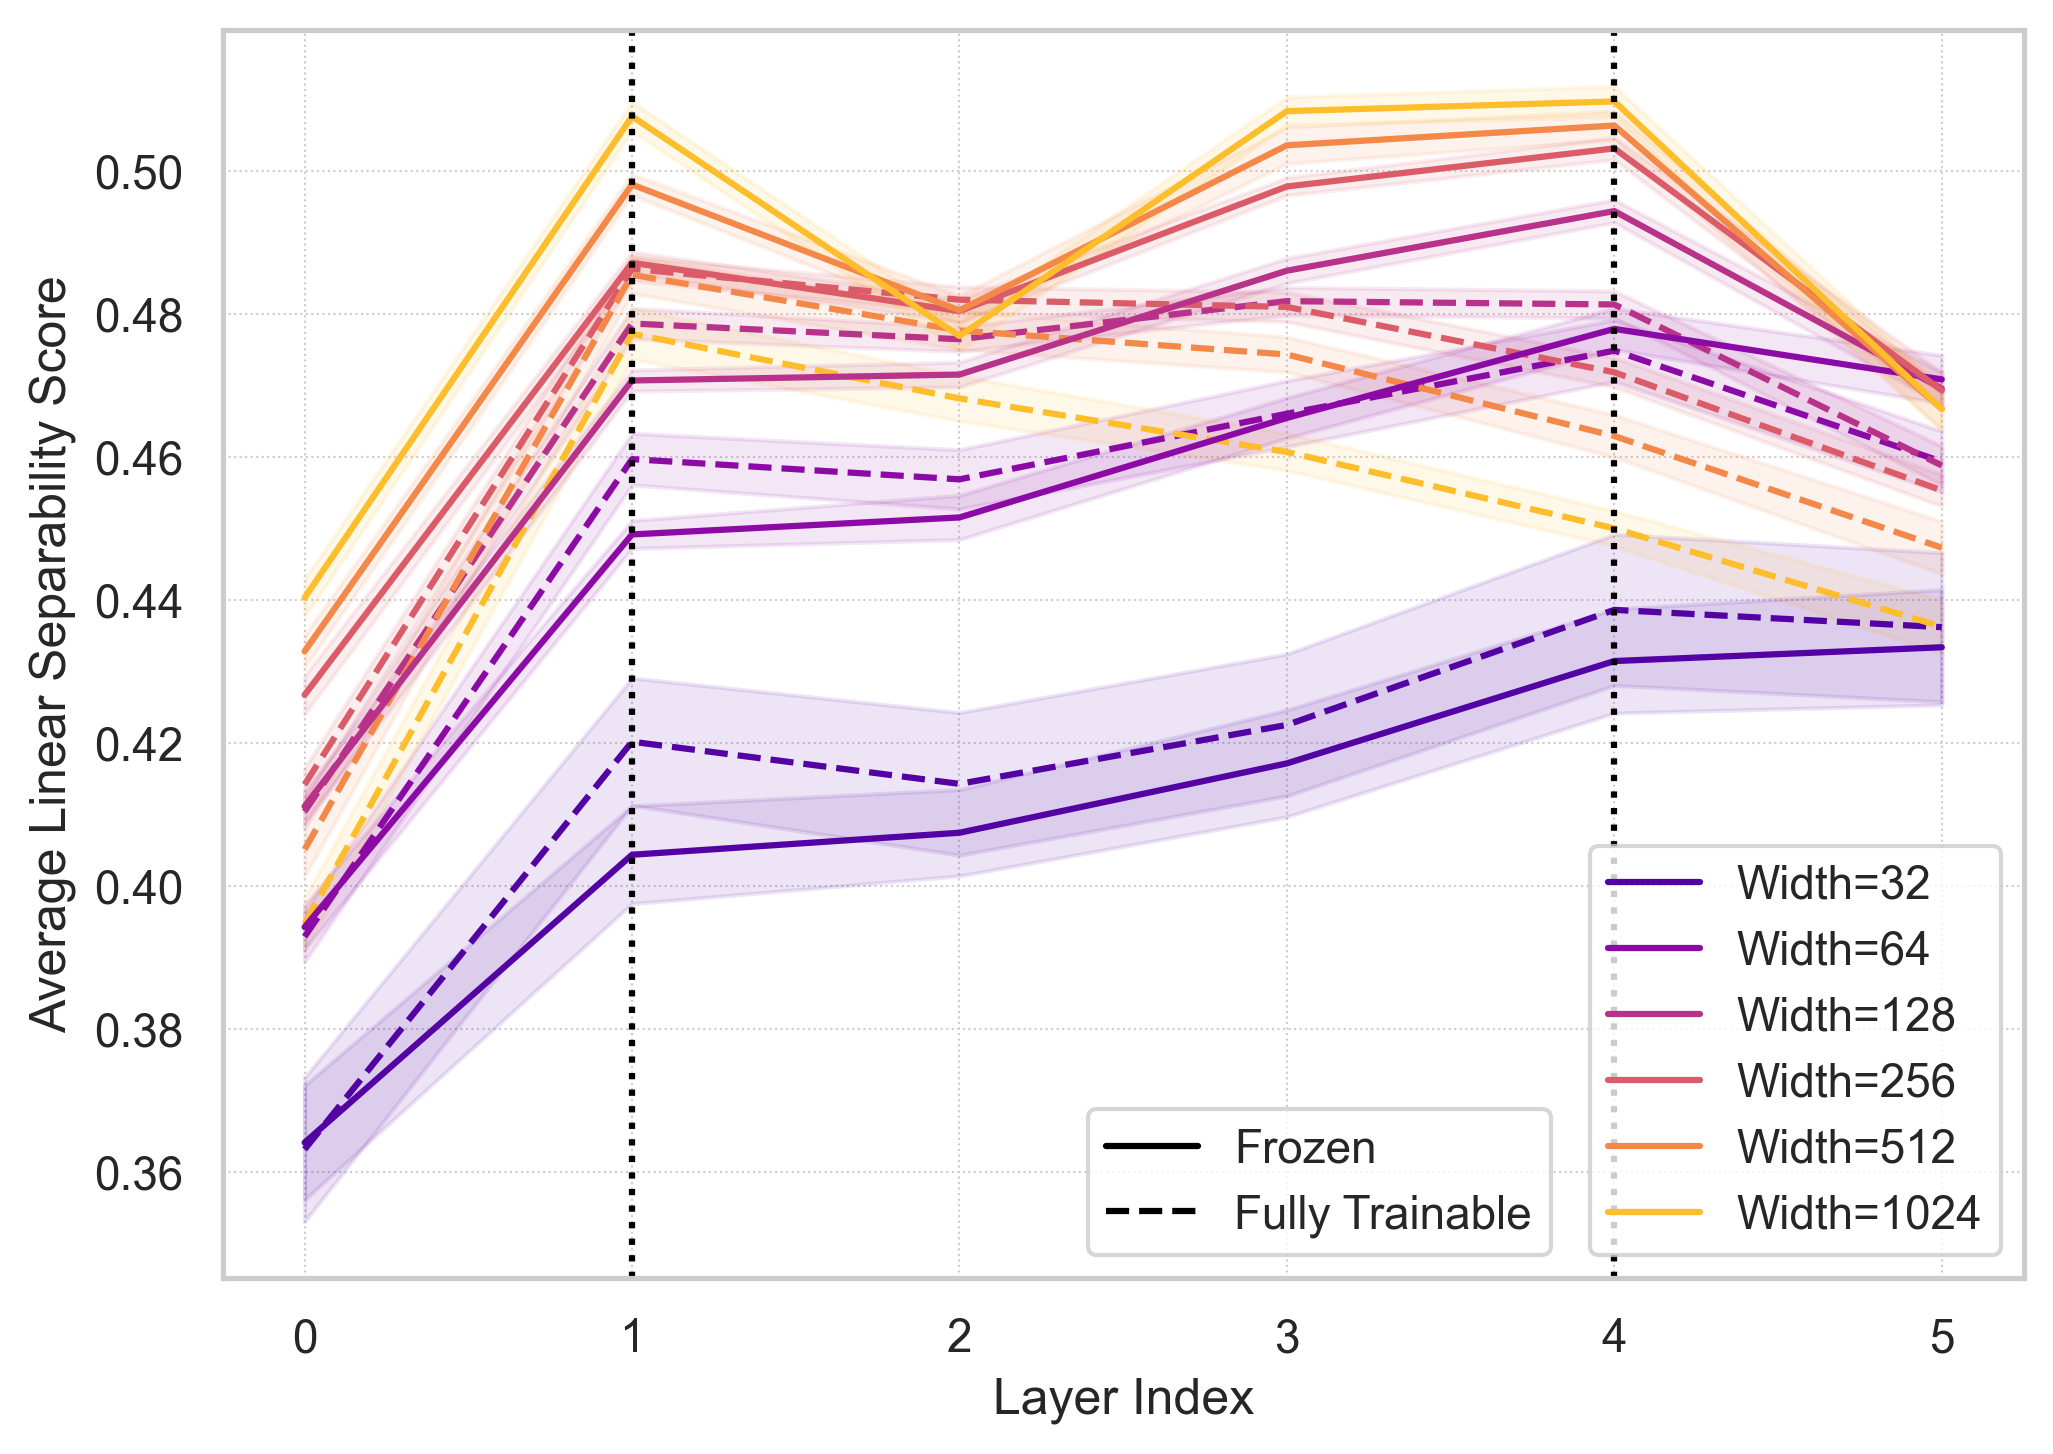 Average Linear Separability Score
0.50
0.48
0.46
0.44
0.42
0.40
0.38
0.36
0 1 2 3 4 5
Layer Index
Frozen
Fully Trainable
Width=32
Width=64
Width=128
Width=256
Width=512
Width=1024